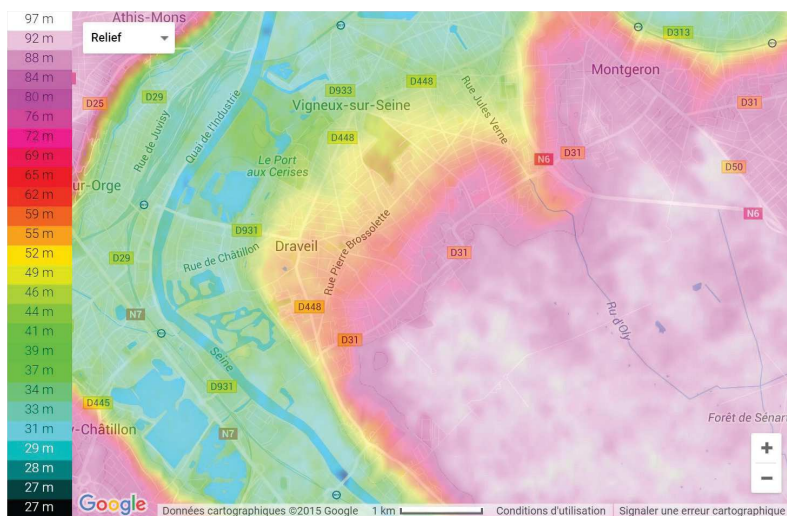 97 m
92 m
88 m
84 m
80 m
76 m
72 m
69 m
65 m
62 m
59 m
55 m
52 m
49 m
46 m
44 m
41 m
39 m
37 m
34 m
33 m
31 m
29 m
28 m
27 m
27 m
Athis-Mons
Relief
D313
Montgeron
D29
D933
D448
D25
Vigneux-sur-Seine
D31
Rue de Juvisy
Quai de l'Industrie
Rue Jules Verne
D448
D31
Le Port
aux Cerises
N6
D50
ur-Orge
N6
D931
Draveil
Rue Pierre Brossolette
D29
Rue de Châtillon
D31
D448
Ru d'Oly
N7
D31
Seine
D931
D445
y-Châtillon
N7
Forêt de Sénart
+
−
Google
Données cartographiques ©2015 Google
1 km
Conditions d'utilisation
Signaler une erreur cartographique